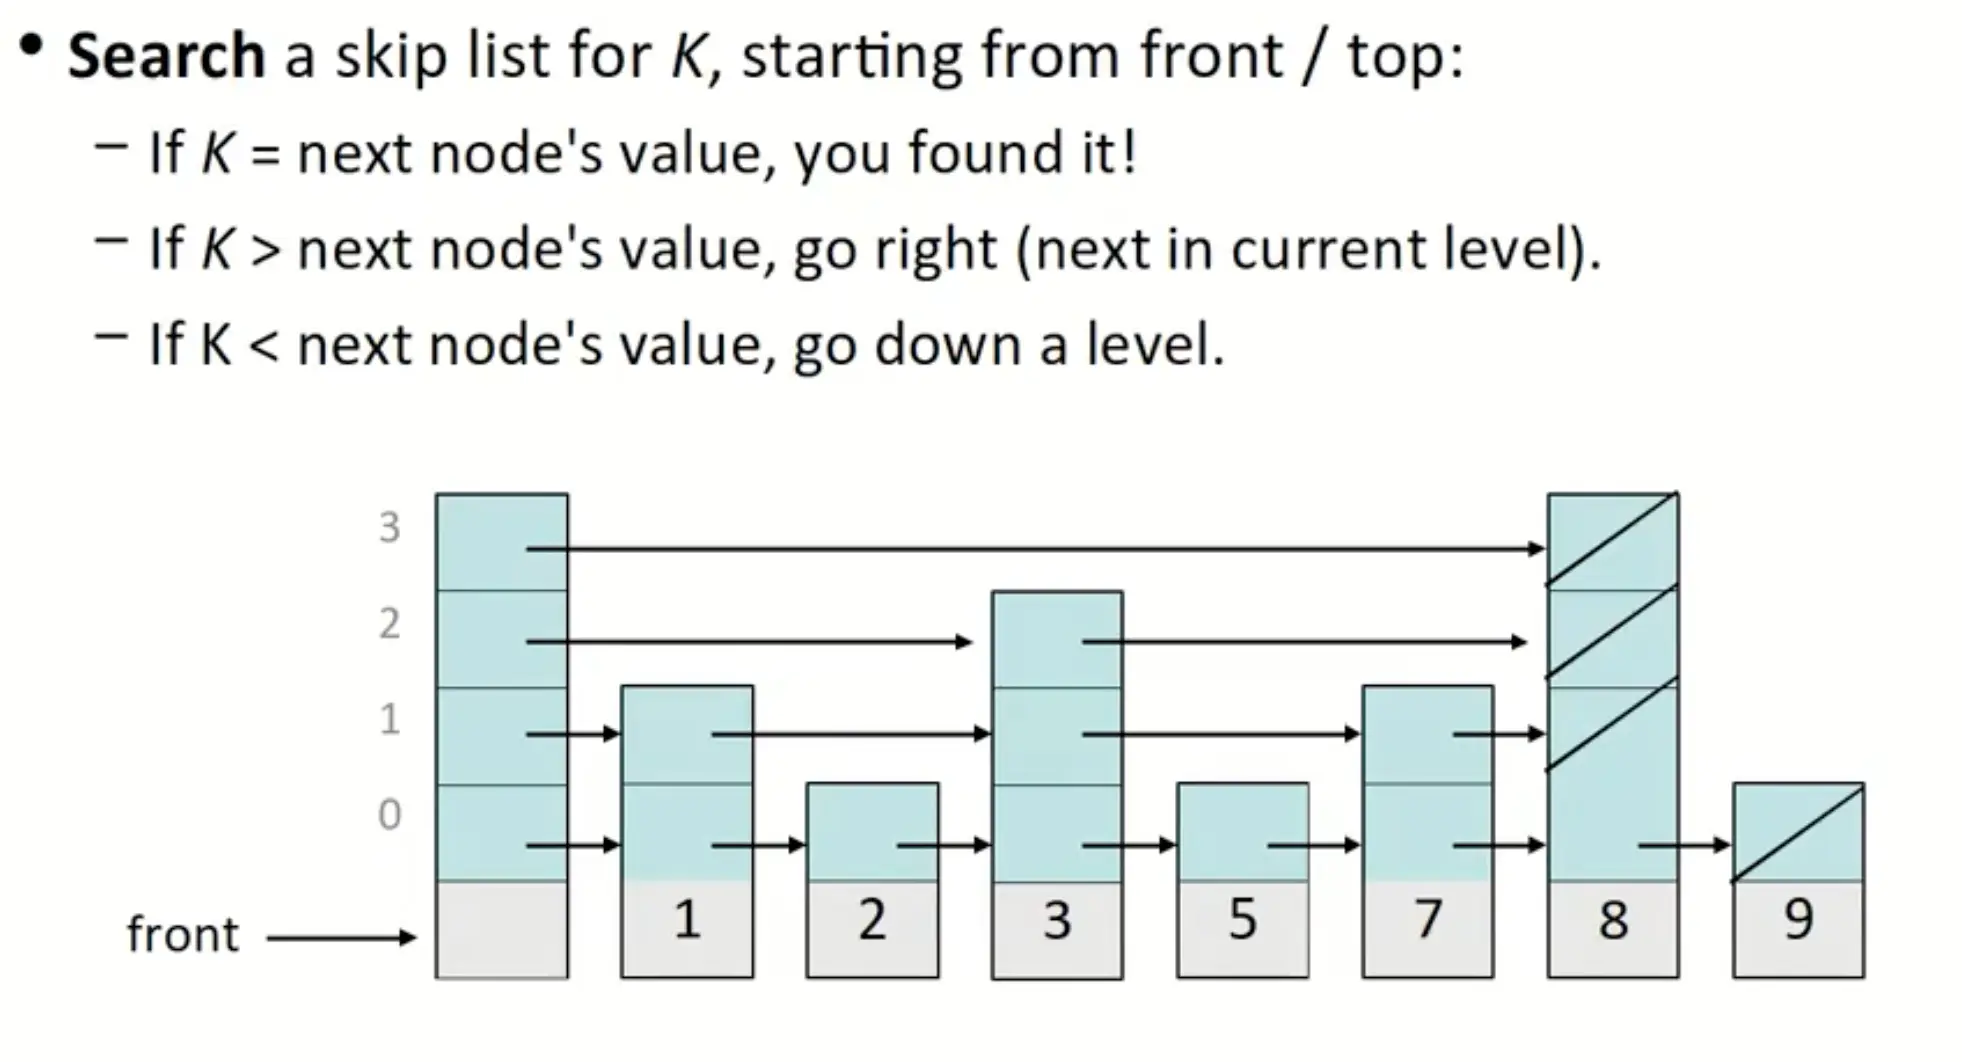 • Search a skip list for K, starting from front / top:
– If K = next node's value, you found it!
– If K > next node's value, go right (next in current level).
– If K < next node's value, go down a level.
3
2
1
0
front
1 2 3 5 7 8 9